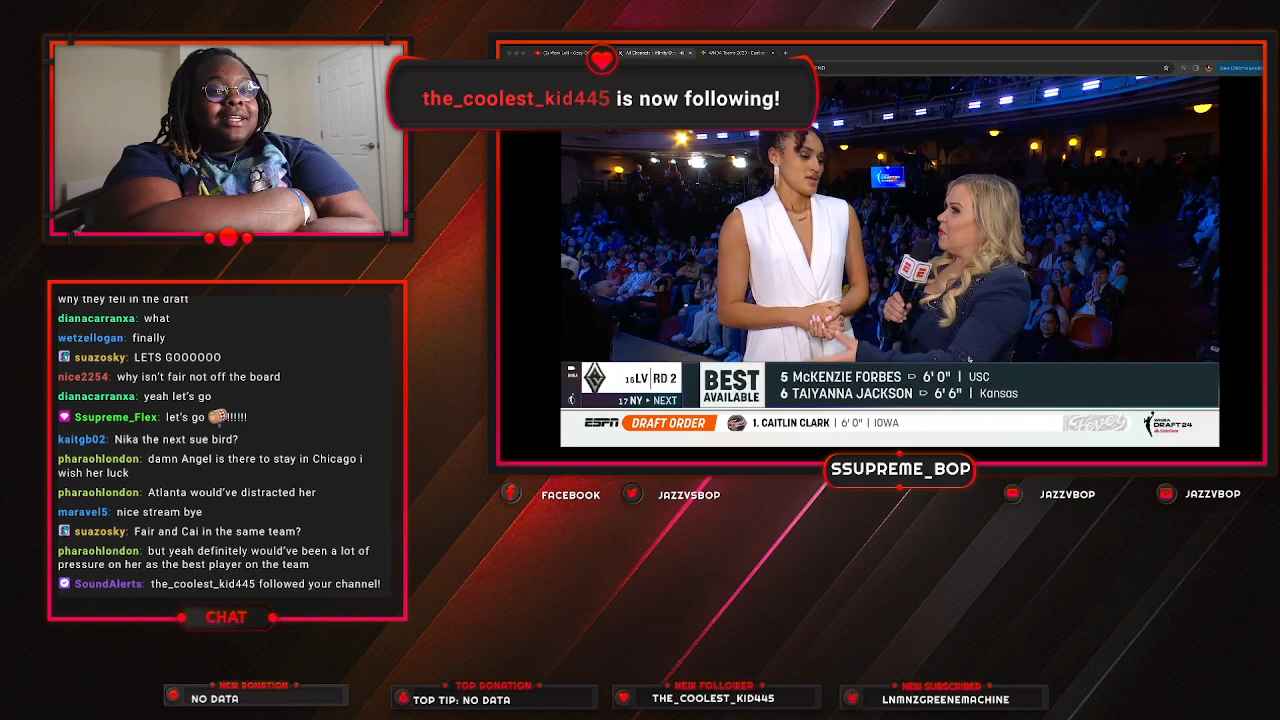 the_coolest_kid445 is now following!
why they fell in the draft
dianacarranxa: what
wetzellogan: finally
suazosky: LETS GOOOOOO
nice2254: why isn't fair not off the board
dianacarranxa: yeah let's go
Ssupreme_Flex: let's go !!!!!
kaitgb02: Nika the next sue bird?
pharaohlondon: damn Angel is there to stay in Chicago i
wish her luck
pharaohlondon: Atlanta would've distracted her
maravel5: nice stream bye
suazosky: Fair and Cai in the same team?
pharaohlondon: but yeah definitely would've been a lot of
pressure on her as the best player on the team
SoundAlerts: the_coolest_kid445 followed your channel!
CHAT
16 LV | RD 2
17 NY ▸ NEXT
BEST
AVAILABLE
5 McKENZIE FORBES 6' 0" | USC
6 TAIYANNA JACKSON 6' 6" | Kansas
ESPN DRAFT ORDER 1. CAITLIN CLARK | 6' 0" | IOWA
WNBA
DRAFT'24
SSUPREME_BOP
FACEBOOK
JAZZVSBOP
JAZZVBOP
JAZZVBOP
NEW DONATION
NO DATA
TOP DONATION
TOP TIP: NO DATA
NEW FOLLOWER
THE_COOLEST_KID445
NEW SUBSCRIBER
LNMNZGREENEMACHINE